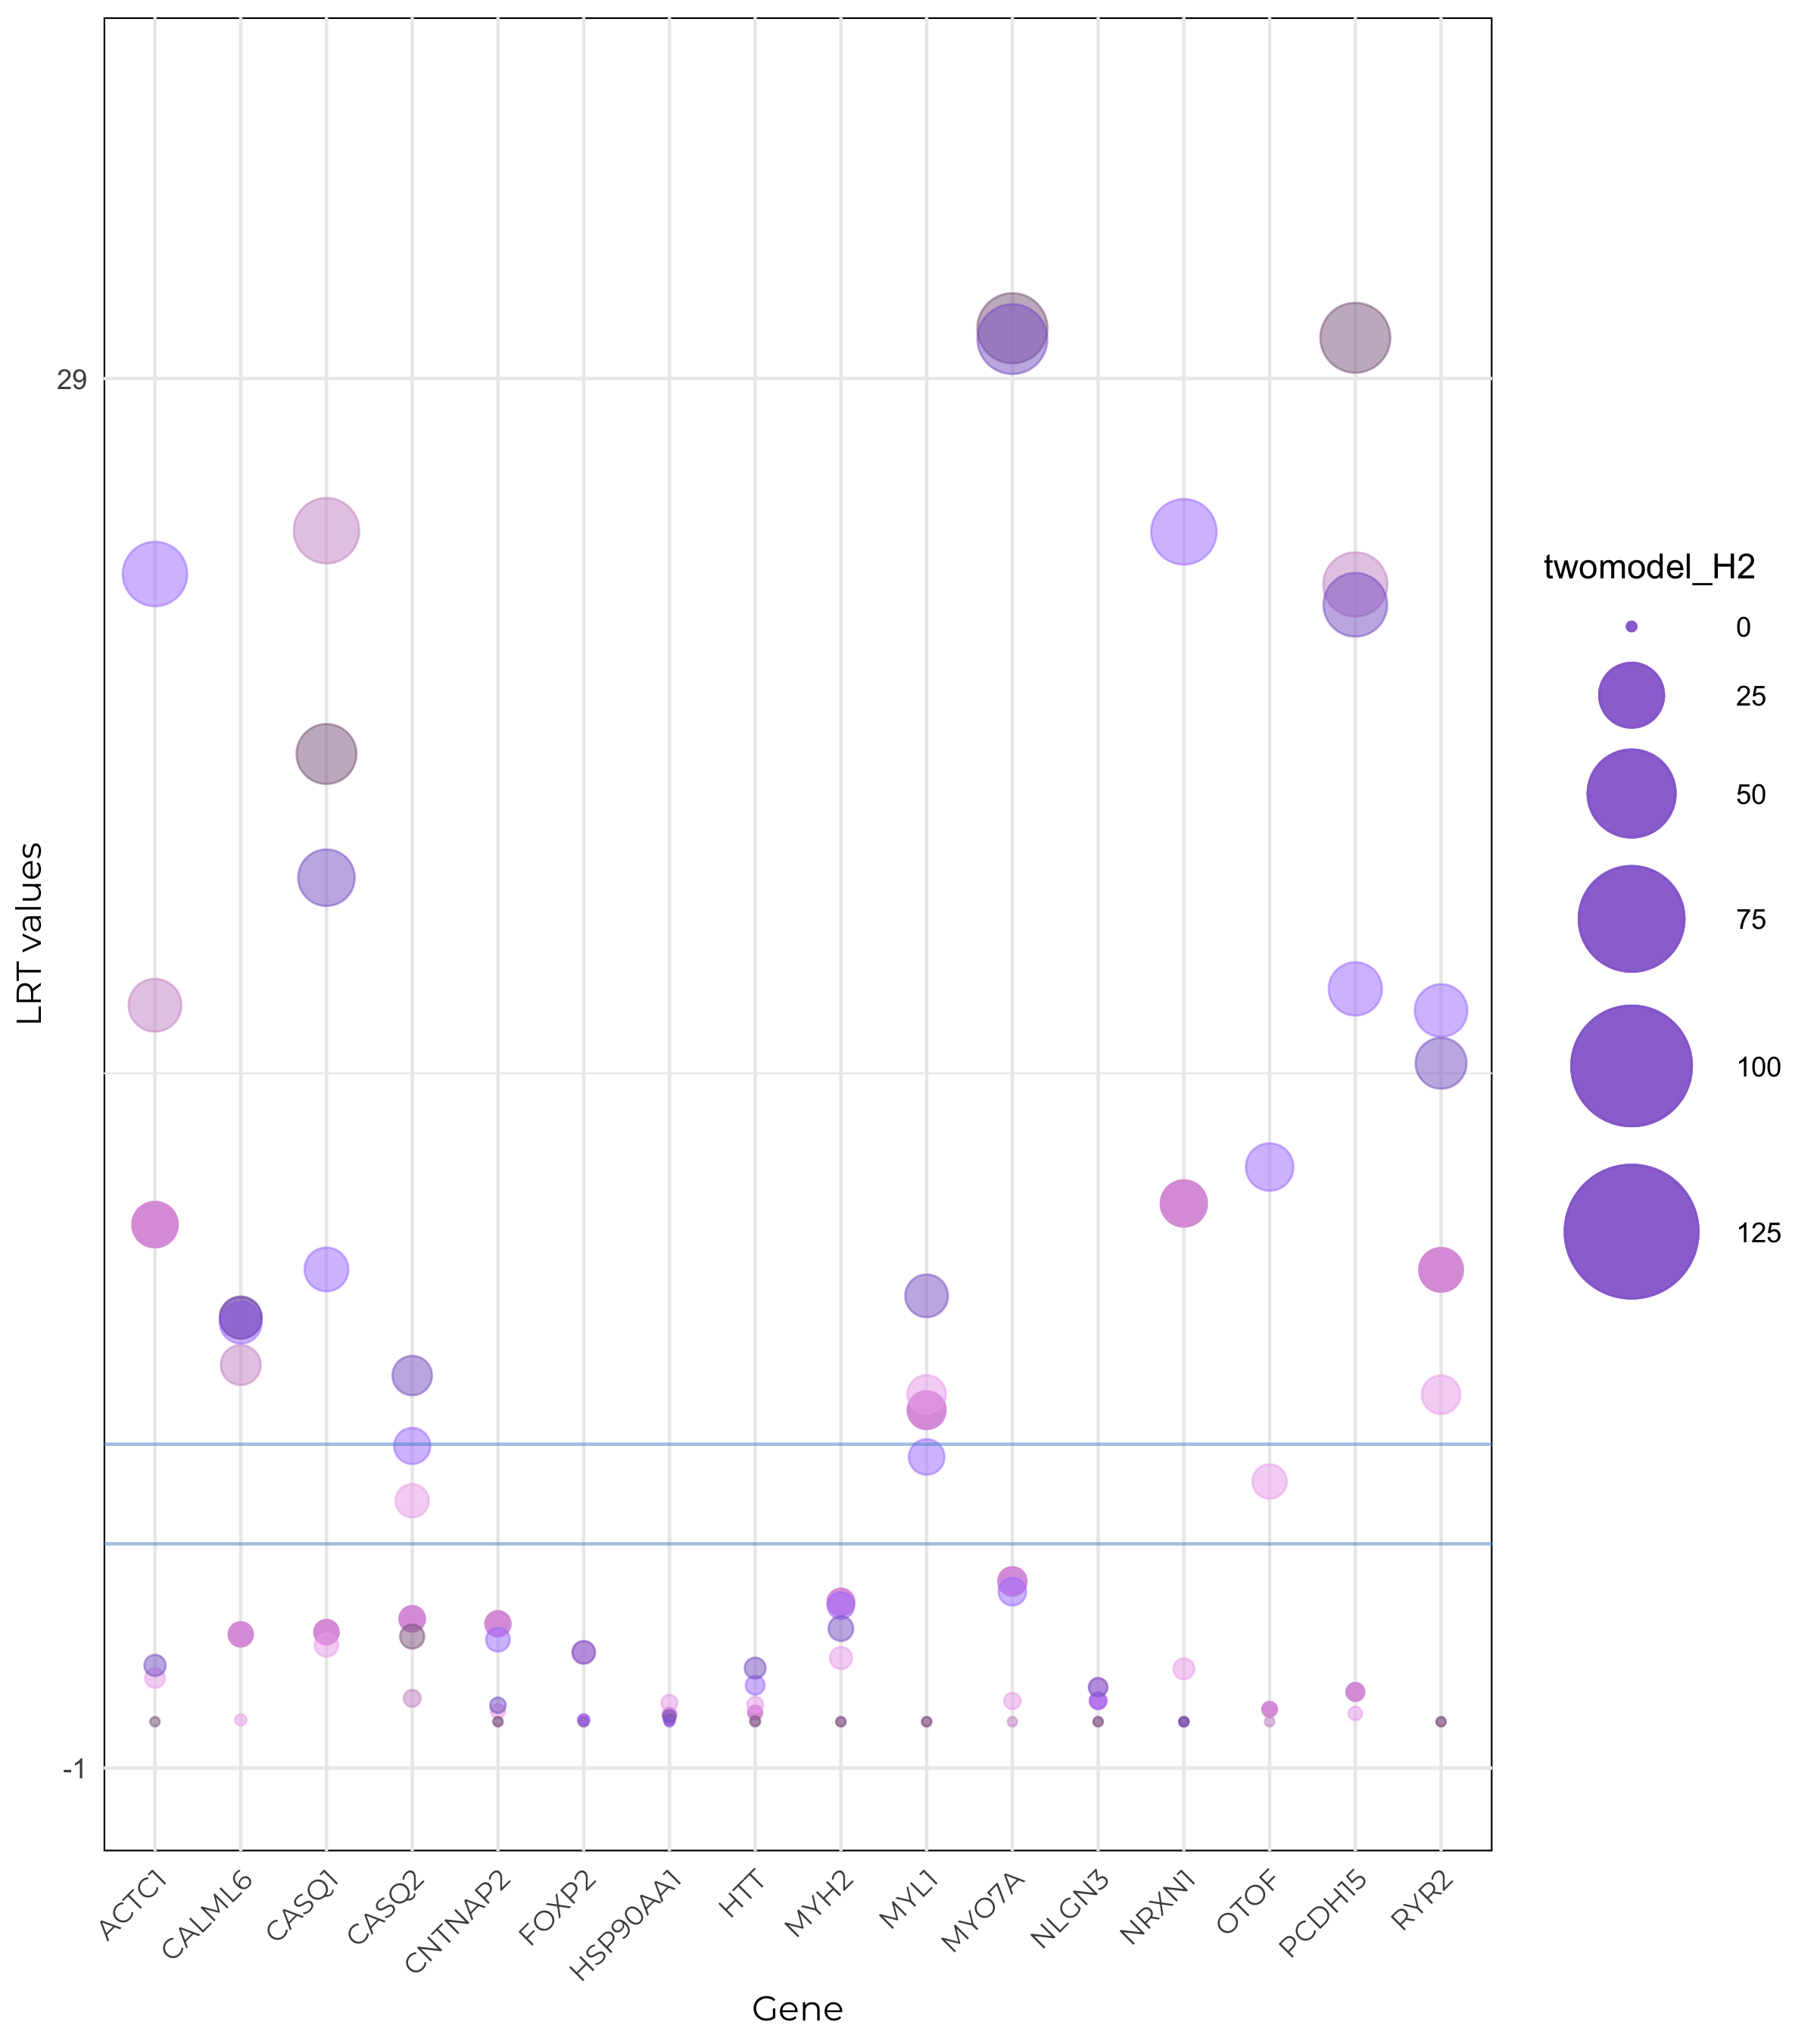 29
-1
LRT values
ACTC1
CALML6
CASQ1
CASQ2
CNTNAP2
FOXP2
HSP90AA1
HTT
MYH2
MYL1
MYO7A
NLGN3
NRXN1
OTOF
PCDH15
RYR2
Gene
twomodel_H2
0
25
50
75
100
125